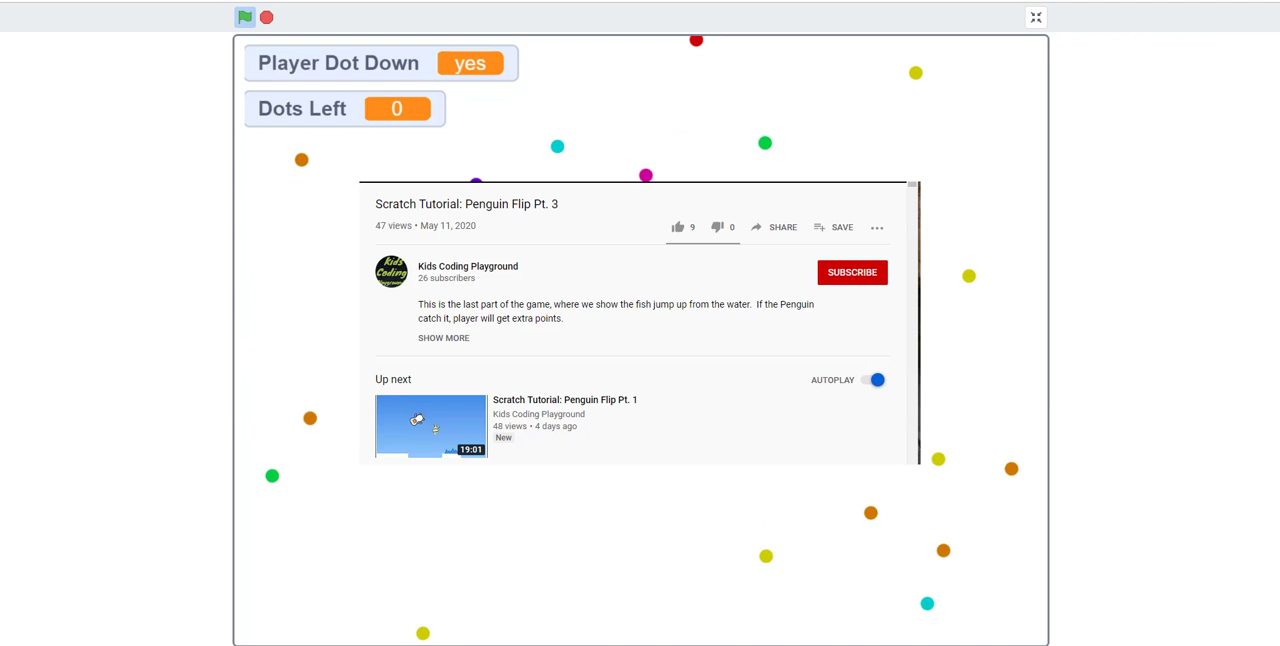 Player Dot Down yes
Dots Left 0
Scratch Tutorial: Penguin Flip Pt. 3
47 views • May 11, 2020
9 0 SHARE SAVE
Kids Coding Playground
Kids Coding Playground
26 subscribers
SUBSCRIBE
This is the last part of the game, where we show the fish jump up from the water. If the Penguin
catch it, player will get extra points.
SHOW MORE
Up next
AUTOPLAY
19:01
Scratch Tutorial: Penguin Flip Pt. 1
Kids Coding Playground
48 views • 4 days ago
New